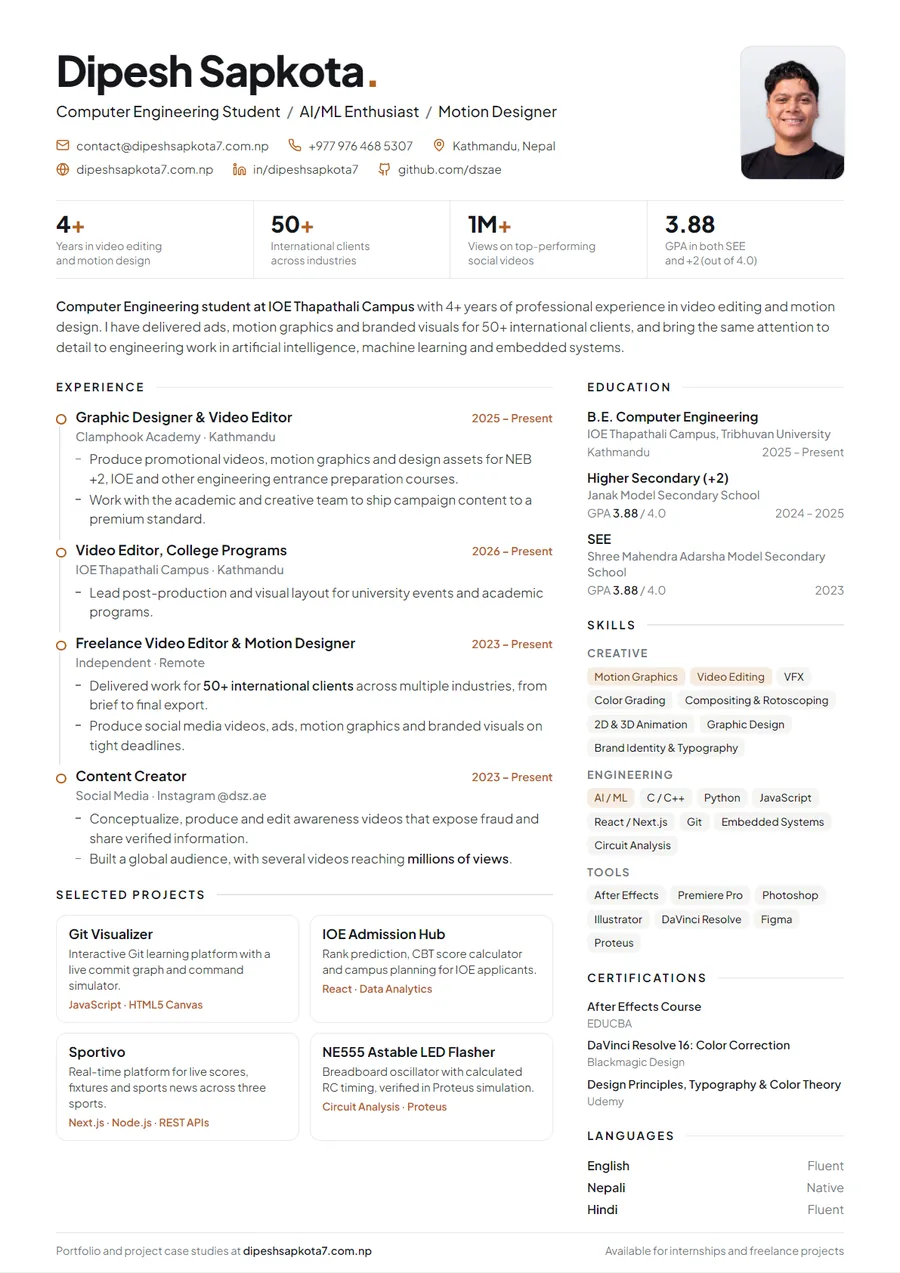 Dipesh Sapkota.
Computer Engineering Student / AI/ML Enthusiast / Motion Designer
contact@dipeshsapkota7.com.np +977 976 468 5307 Kathmandu, Nepal
dipeshsapkota7.com.np in/dipeshsapkota7 github.com/dszae
4+
Years in video editing
and motion design
50+
International clients
across industries
1M+
Views on top-performing
social videos
3.88
GPA in both SEE
and +2 (out of 4.0)
Computer Engineering student at IOE Thapathali Campus with 4+ years of professional experience in video editing and motion
design. I have delivered ads, motion graphics and branded visuals for 50+ international clients, and bring the same attention to
detail to engineering work in artificial intelligence, machine learning and embedded systems.
EXPERIENCE
Graphic Designer & Video Editor 2025 – Present
Clamphook Academy · Kathmandu
– Produce promotional videos, motion graphics and design assets for NEB
+2, IOE and other engineering entrance preparation courses.
– Work with the academic and creative team to ship campaign content to a
premium standard.
Video Editor, College Programs 2026 – Present
IOE Thapathali Campus · Kathmandu
– Lead post-production and visual layout for university events and academic
programs.
Freelance Video Editor & Motion Designer 2023 – Present
Independent · Remote
– Delivered work for 50+ international clients across multiple industries, from
brief to final export.
– Produce social media videos, ads, motion graphics and branded visuals on
tight deadlines.
Content Creator 2023 – Present
Social Media · Instagram @dsz.ae
– Conceptualize, produce and edit awareness videos that expose fraud and
share verified information.
– Built a global audience, with several videos reaching millions of views.
SELECTED PROJECTS
Git Visualizer
Interactive Git learning platform with a
live commit graph and command
simulator.
JavaScript · HTML5 Canvas
IOE Admission Hub
Rank prediction, CBT score calculator
and campus planning for IOE applicants.
React · Data Analytics
Sportivo
Real-time platform for live scores,
fixtures and sports news across three
sports.
Next.js · Node.js · REST APIs
NE555 Astable LED Flasher
Breadboard oscillator with calculated
RC timing, verified in Proteus simulation.
Circuit Analysis · Proteus
EDUCATION
B.E. Computer Engineering
IOE Thapathali Campus, Tribhuvan University
Kathmandu 2025 – Present
Higher Secondary (+2)
Janak Model Secondary School
GPA 3.88 / 4.0 2024 – 2025
SEE
Shree Mahendra Adarsha Model Secondary
School
GPA 3.88 / 4.0 2023
SKILLS
CREATIVE
Motion Graphics Video Editing VFX
Color Grading Compositing & Rotoscoping
2D & 3D Animation Graphic Design
Brand Identity & Typography
ENGINEERING
AI / ML C / C++ Python JavaScript
React / Next.js Git Embedded Systems
Circuit Analysis
TOOLS
After Effects Premiere Pro Photoshop
Illustrator DaVinci Resolve Figma
Proteus
CERTIFICATIONS
After Effects Course
EDUCBA
DaVinci Resolve 16: Color Correction
Blackmagic Design
Design Principles, Typography & Color Theory
Udemy
LANGUAGES
English Fluent
Nepali Native
Hindi Fluent
Portfolio and project case studies at dipeshsapkota7.com.np Available for internships and freelance projects